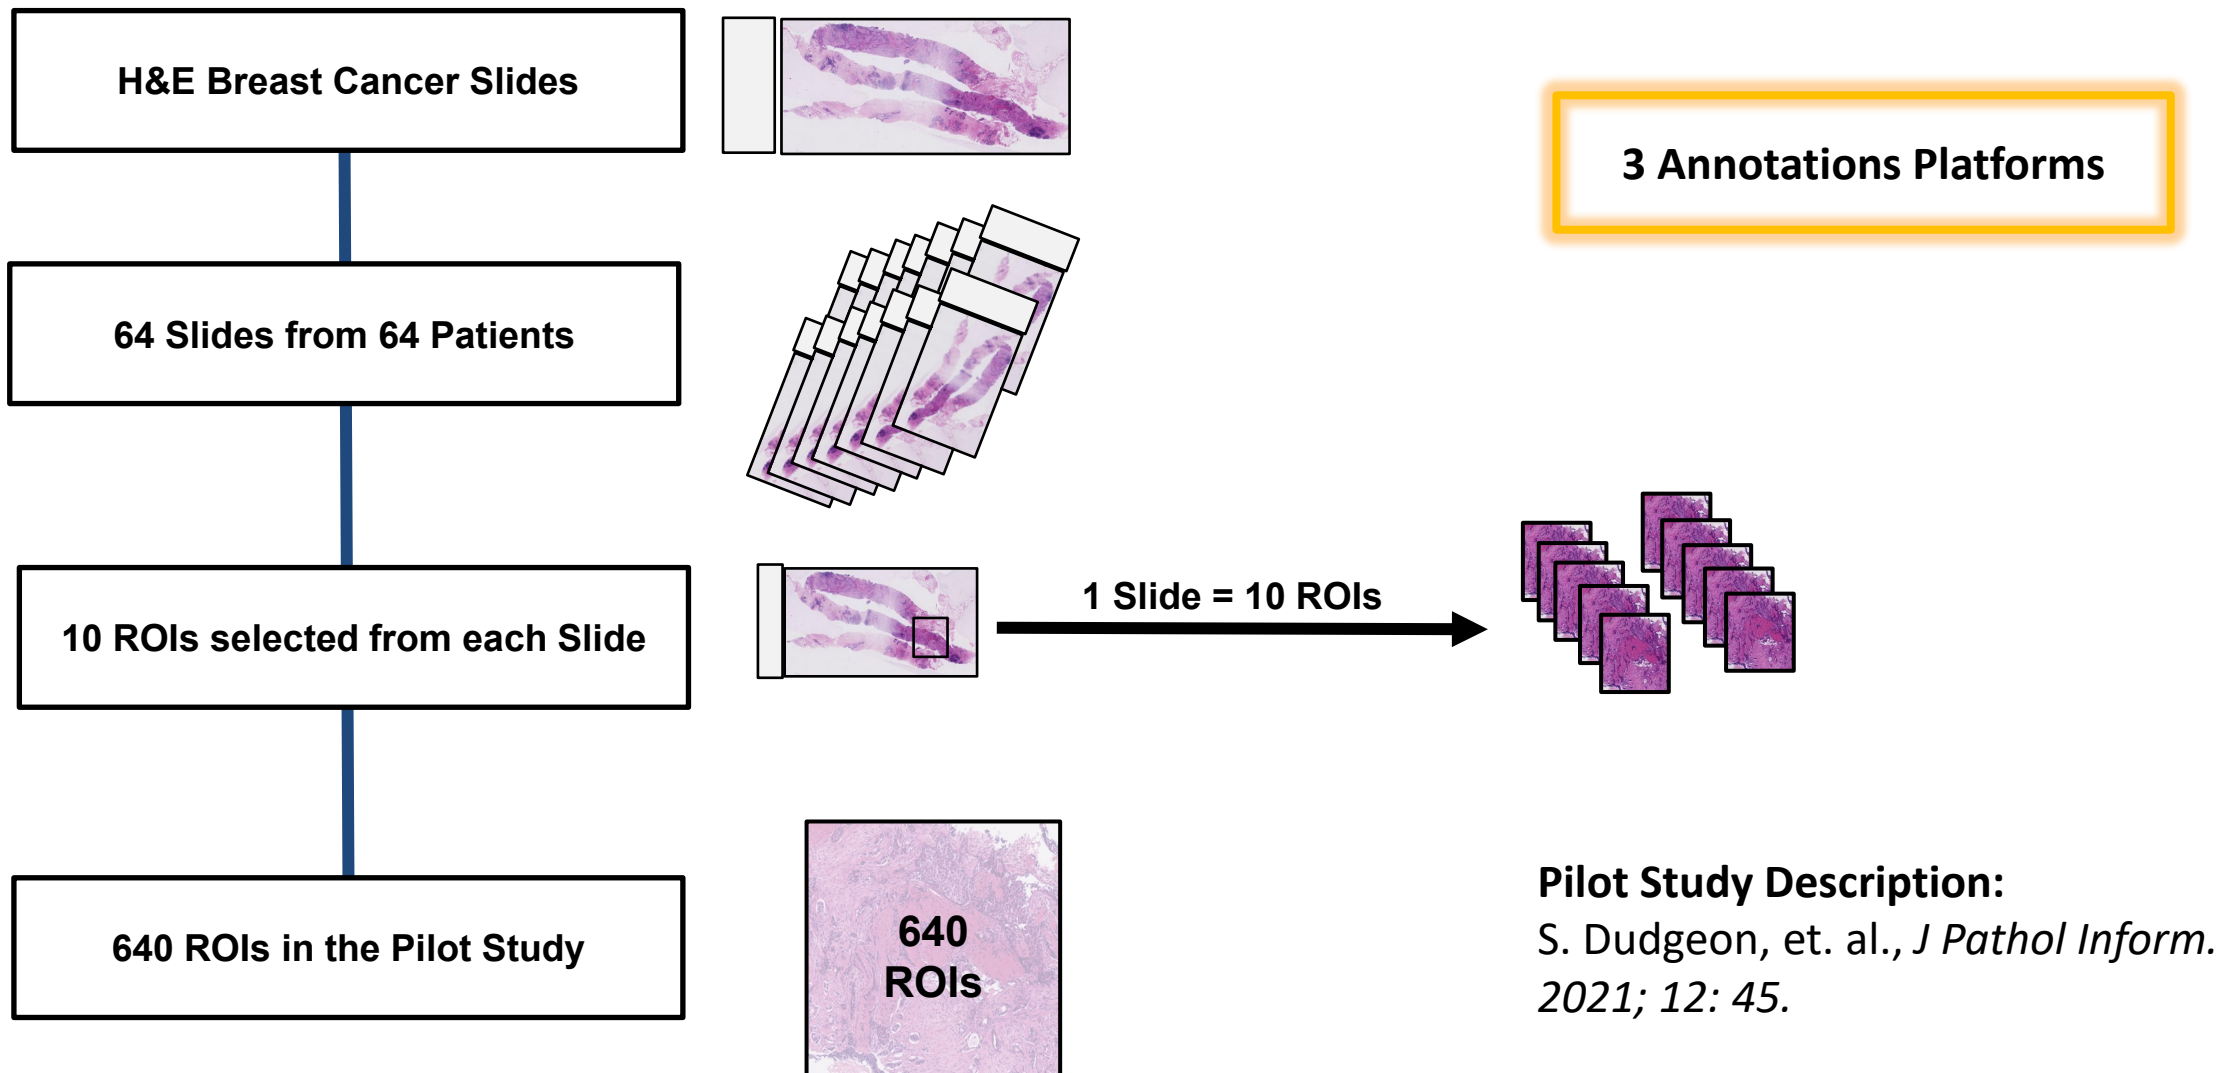 H&E Breast Cancer Slides
3 Annotations Platforms
64 Slides from 64 Patients
10 ROIs selected from each Slide
1 Slide = 10 ROIs
640 ROIs in the Pilot Study
640
ROIs
Pilot Study Description:
S. Dudgeon, et. al., J Pathol Inform.
2021; 12: 45.